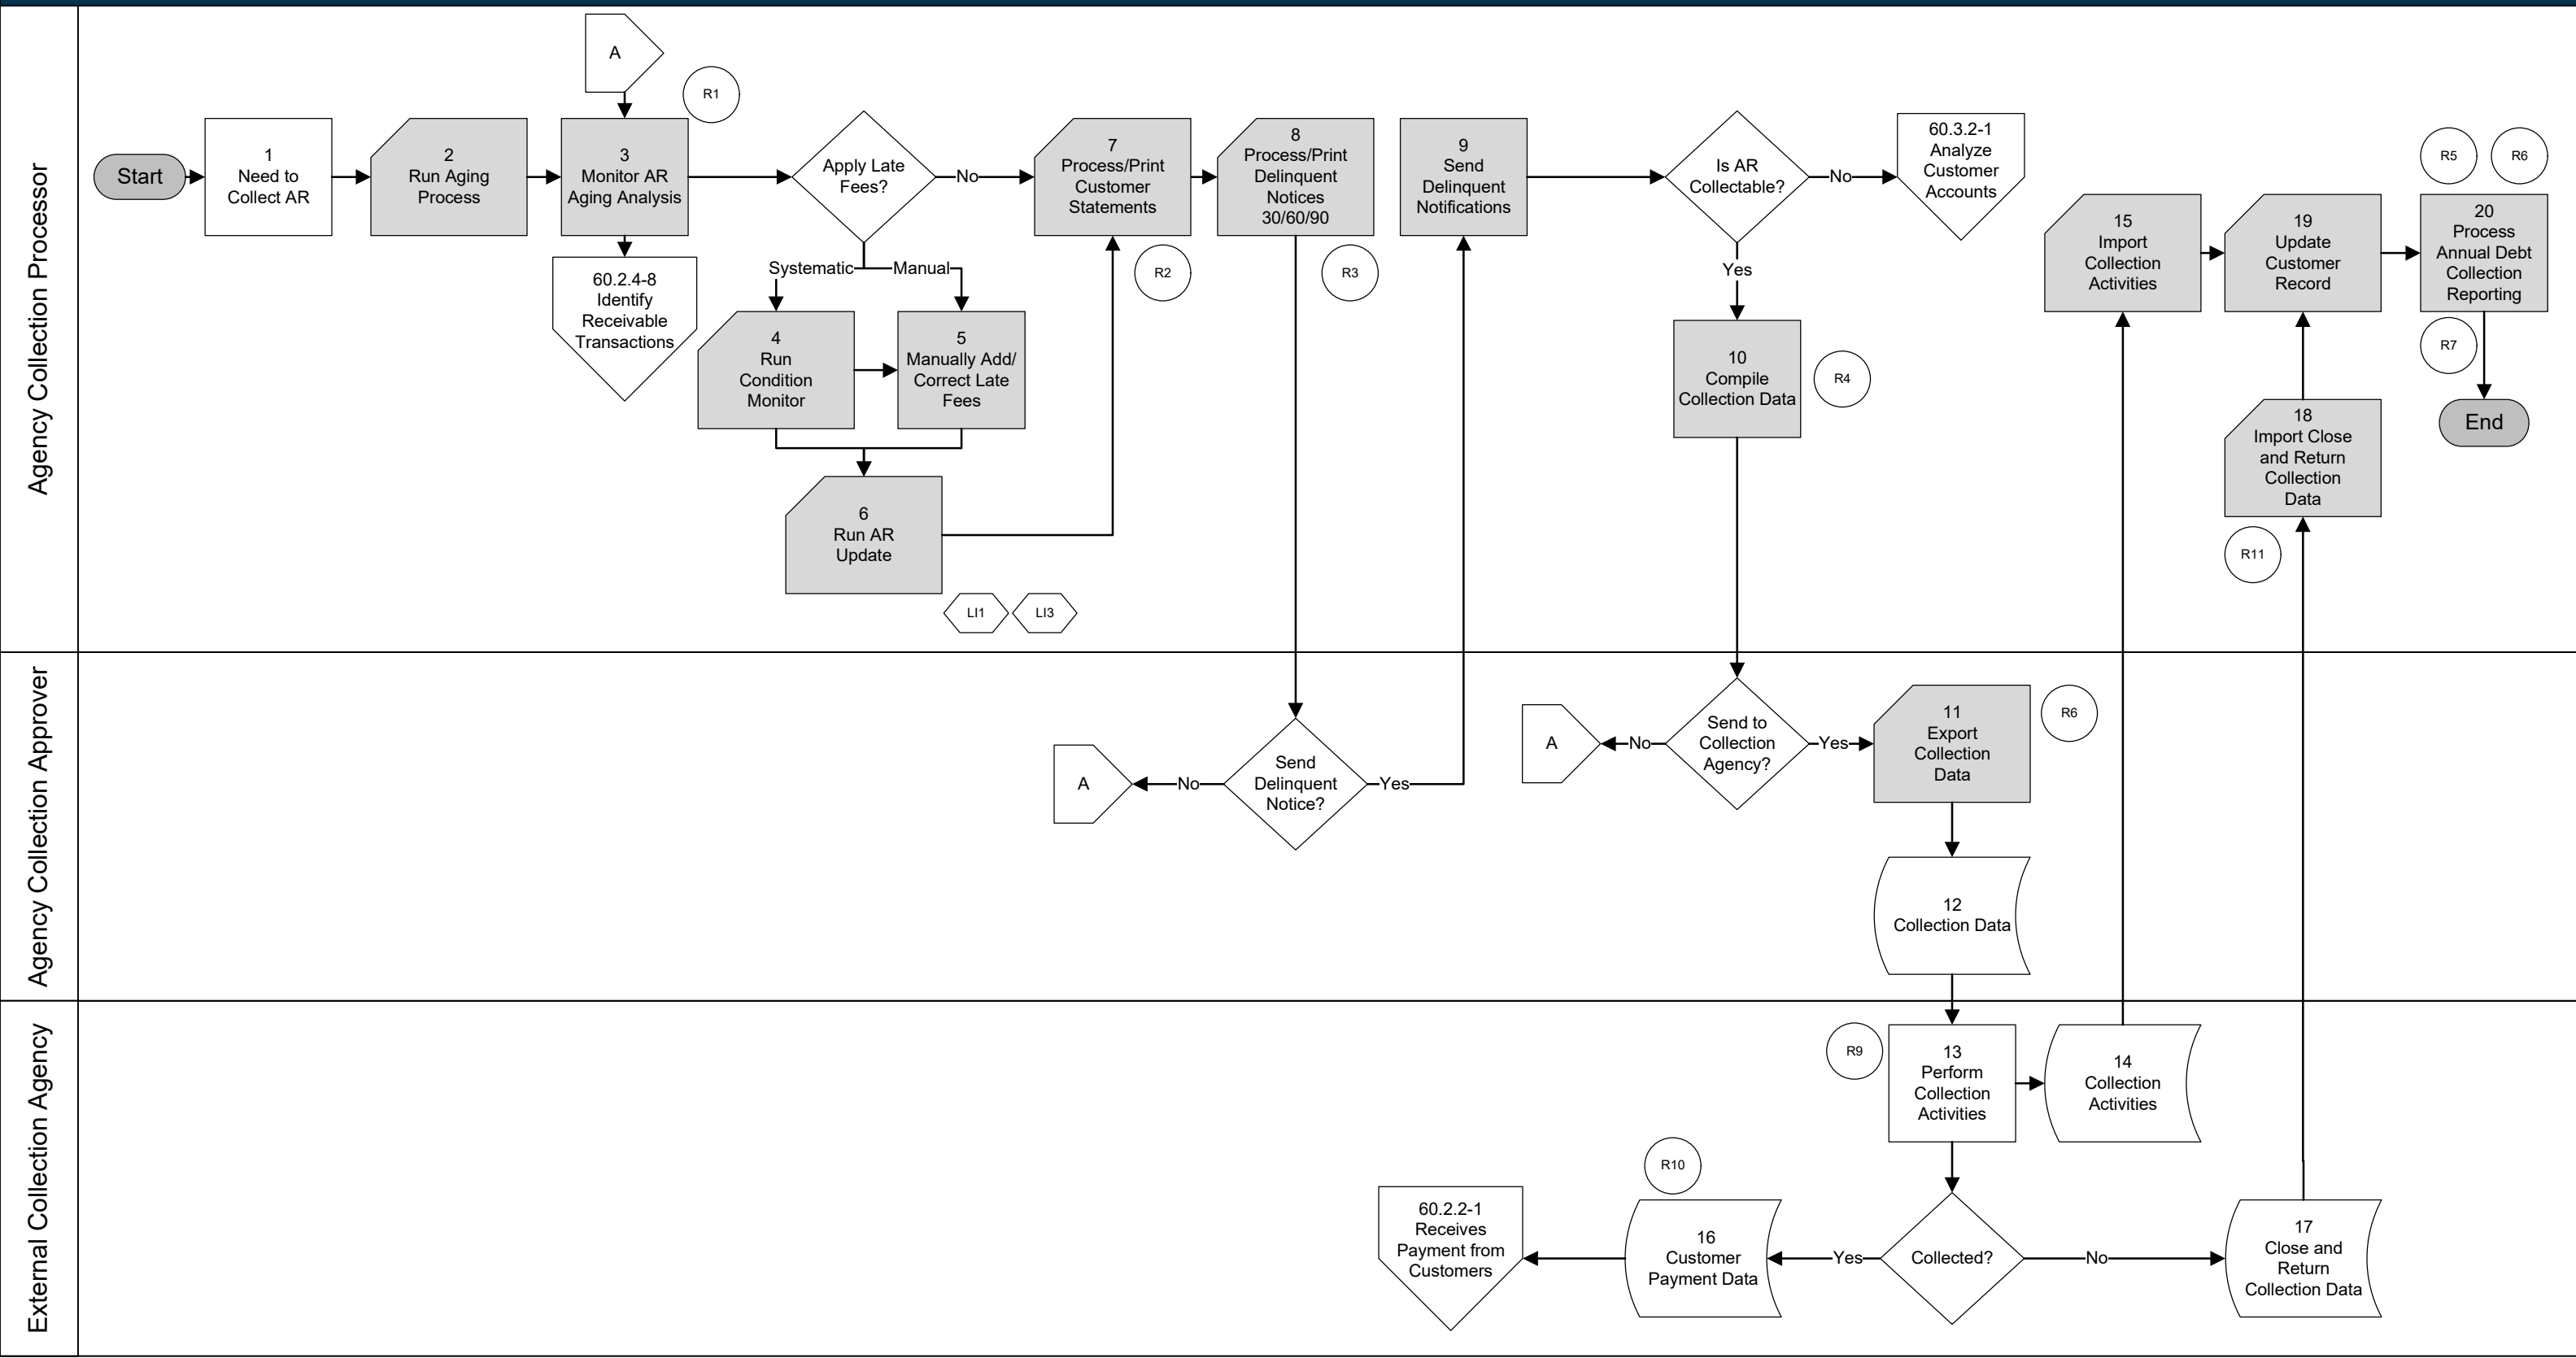 Agency Collection Processor
A
R1
Start
1
Need to
Collect AR
2
Run Aging
Process
3
Monitor AR
Aging Analysis
60.2.4-8
Identify
Receivable
Transactions
Apply Late
Fees?
No
Systematic
Manual
4
Run
Condition
Monitor
5
Manually Add/
Correct Late
Fees
6
Run AR
Update
LI1
LI3
7
Process/Print
Customer
Statements
R2
8
Process/Print
Delinquent
Notices
30/60/90
R3
9
Send
Delinquent
Notifications
Is AR
Collectable?
No
60.3.2-1
Analyze
Customer
Accounts
Yes
10
Compile
Collection Data
R4
15
Import
Collection
Activities
19
Update
Customer
Record
R5
R6
20
Process
Annual Debt
Collection
Reporting
R7
End
18
Import Close
and Return
Collection
Data
R11
Agency Collection Approver
A
No
Send
Delinquent
Notice?
Yes
A
No
Send to
Collection
Agency?
Yes
11
Export
Collection
Data
R6
12
Collection Data
External Collection Agency
R9
13
Perform
Collection
Activities
14
Collection
Activities
60.2.2-1
Receives
Payment from
Customers
R10
16
Customer
Payment Data
Yes
Collected?
No
17
Close and
Return
Collection Data